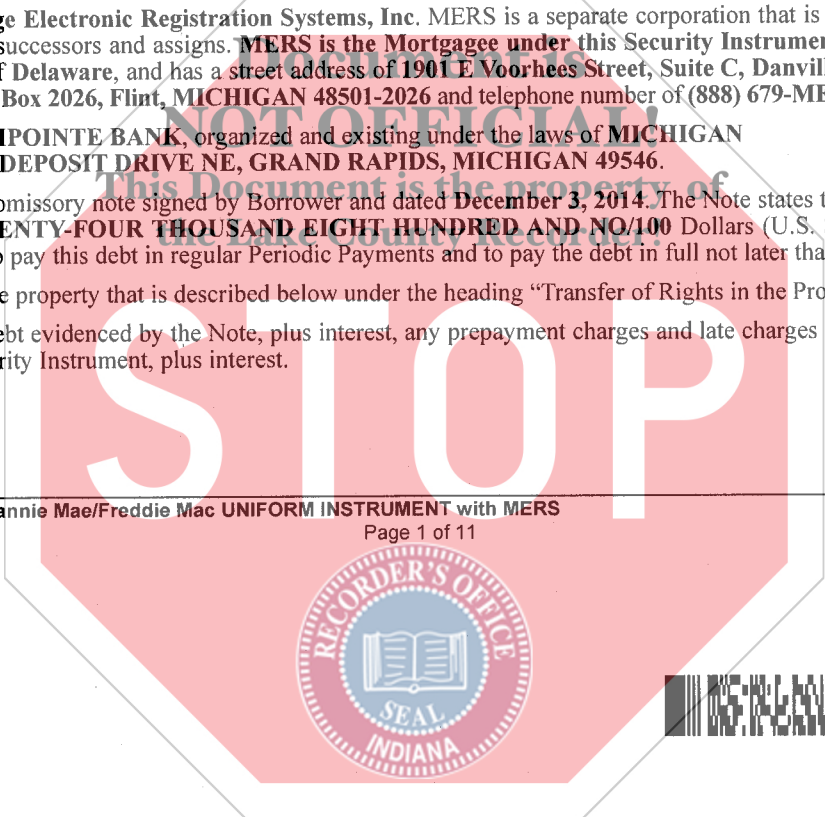 ge Electronic Registration Systems, Inc. MERS is a separate corporation that is
successors and assigns. MERS is the Mortgagee under this Security Instrumen
f Delaware, and has a street address of 1901 E Voorhees Street, Suite C, Danvill
Box 2026, Flint, MICHIGAN 48501-2026 and telephone number of (888) 679-ME
POINTE BANK, organized and existing under the laws of MICHIGAN
DEPOSIT DRIVE NE, GRAND RAPIDS, MICHIGAN 49546.
omissory note signed by Borrower and dated December 3, 2014. The Note states t
ENTY-FOUR THOUSAND EIGHT HUNDRED AND NO/100 Dollars (U.S.
o pay this debt in regular Periodic Payments and to pay the debt in full not later tha
e property that is described below under the heading “Transfer of Rights in the Pro
ebt evidenced by the Note, plus interest, any prepayment charges and late charges
rity Instrument, plus interest.
annie Mae/Freddie Mac UNIFORM INSTRUMENT with MERS
Page 1 of 11
Document is
NOT OFFICIAL!
This Document is the property of
the Lake County Recorder!
STOP
RECORDER'S OFFICE
SEAL
INDIANA